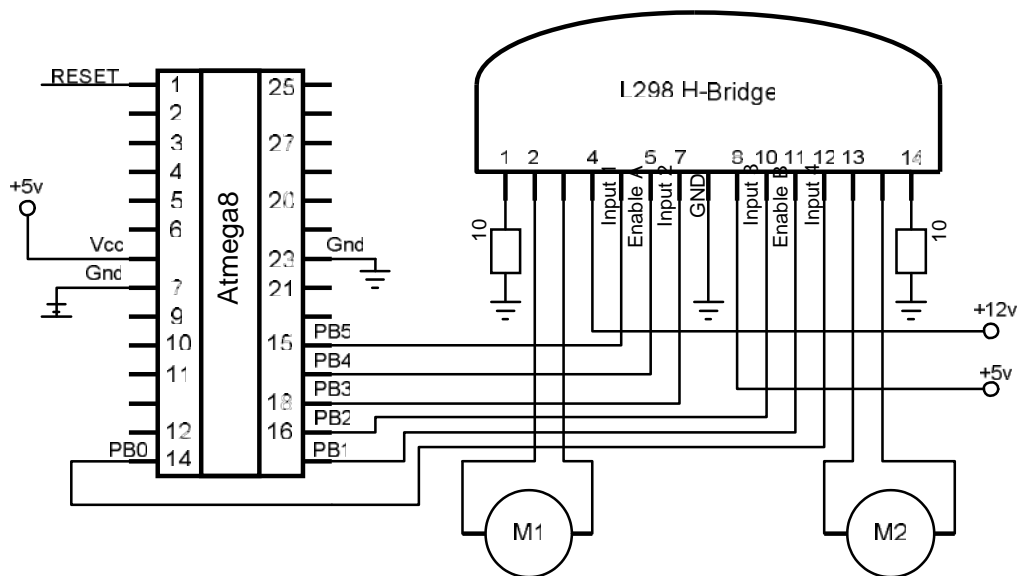 RESET
1
2
3
4
5
6
+5v
Vcc
Gnd
7
9
10
11
12
PB0
14
Atmega8
25
27
20
23
Gnd
21
15
PB5
PB4
18
PB3
16
PB2
PB1
L298 H-Bridge
1 2 4 5 7 8 10 11 12 13 14
Input 1
Enable A
Input 2
GND
Input 3
Enable B
Input 4
10
10
+12v
+5v
M1
M2